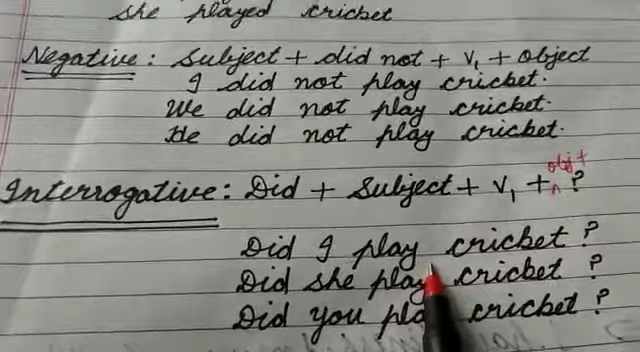 she played cricket
Negative: Subject + did not + V₁ + Object
I did not play cricket.
We did not play cricket.
He did not play cricket.
Interrogative: Did + Subject + V₁ + obj + ?
Did I play cricket ?
Did she play cricket ?
Did you cricket ?